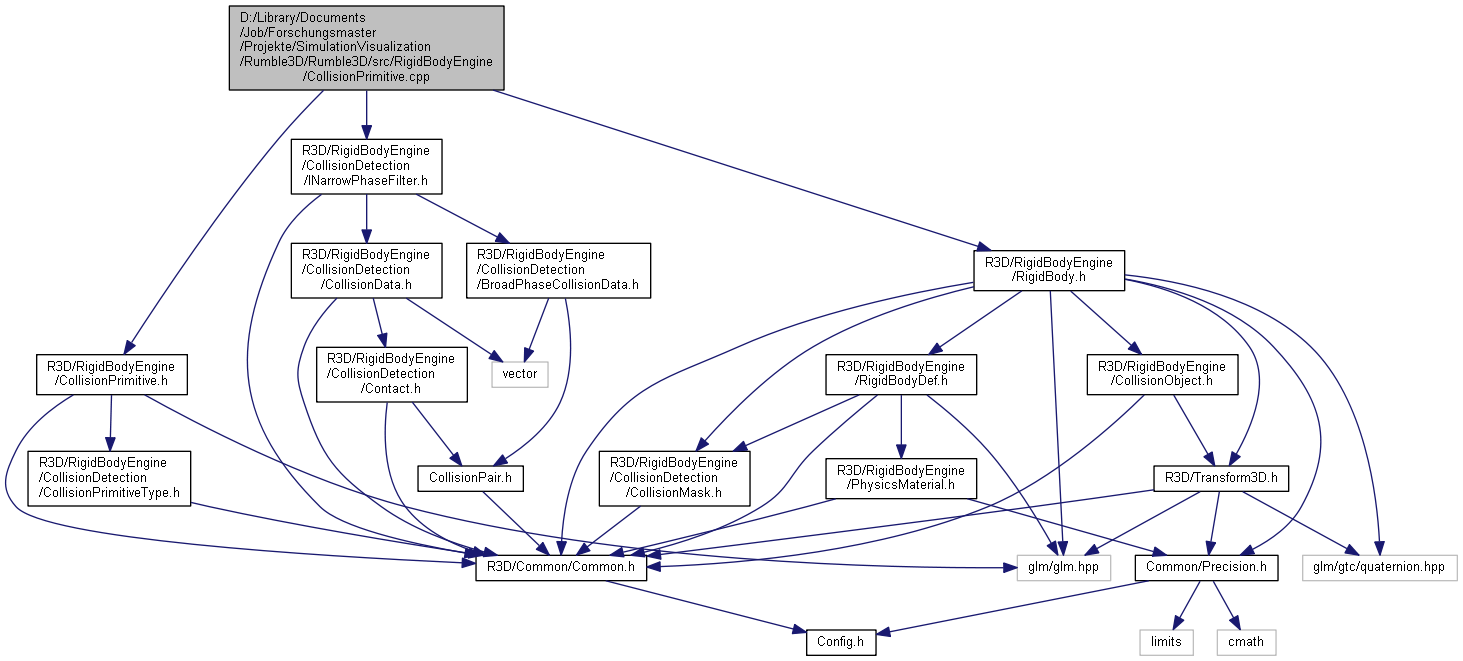 D:/Library/Documents
/Job/Forschungsmaster
/Projekte/SimulationVisualization
/Rumble3D/Rumble3D/src/RigidBodyEngine
/CollisionPrimitive.cpp
R3D/RigidBodyEngine
/CollisionDetection
/INarrowPhaseFilter.h
R3D/RigidBodyEngine
/CollisionDetection
/CollisionData.h
R3D/RigidBodyEngine
/CollisionDetection
/BroadPhaseCollisionData.h
R3D/RigidBodyEngine
/RigidBody.h
R3D/RigidBodyEngine
/CollisionPrimitive.h
R3D/RigidBodyEngine
/CollisionDetection
/Contact.h
vector
R3D/RigidBodyEngine
/RigidBodyDef.h
R3D/RigidBodyEngine
/CollisionObject.h
R3D/RigidBodyEngine
/CollisionDetection
/CollisionPrimitiveType.h
CollisionPair.h
R3D/RigidBodyEngine
/CollisionDetection
/CollisionMask.h
R3D/RigidBodyEngine
/PhysicsMaterial.h
R3D/Transform3D.h
R3D/Common/Common.h
glm/glm.hpp
Common/Precision.h
glm/gtc/quaternion.hpp
Config.h
limits
cmath